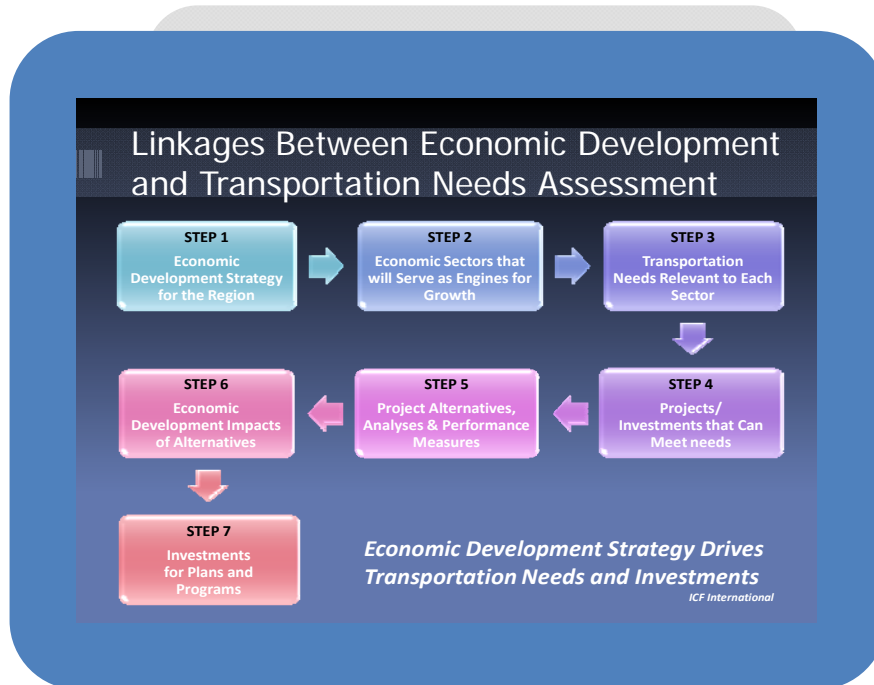 Linkages Between Economic Development
and Transportation Needs Assessment
STEP 1
Economic
Development Strategy
for the Region
STEP 2
Economic Sectors that
will Serve as Engines for
Growth
STEP 3
Transportation
Needs Relevant to Each
Sector
STEP 4
Projects/
Investments that Can
Meet needs
STEP 5
Project Alternatives,
Analyses & Performance
Measures
STEP 6
Economic
Development Impacts
of Alternatives
STEP 7
Investments
for Plans and
Programs
Economic Development Strategy Drives
Transportation Needs and Investments
ICF International